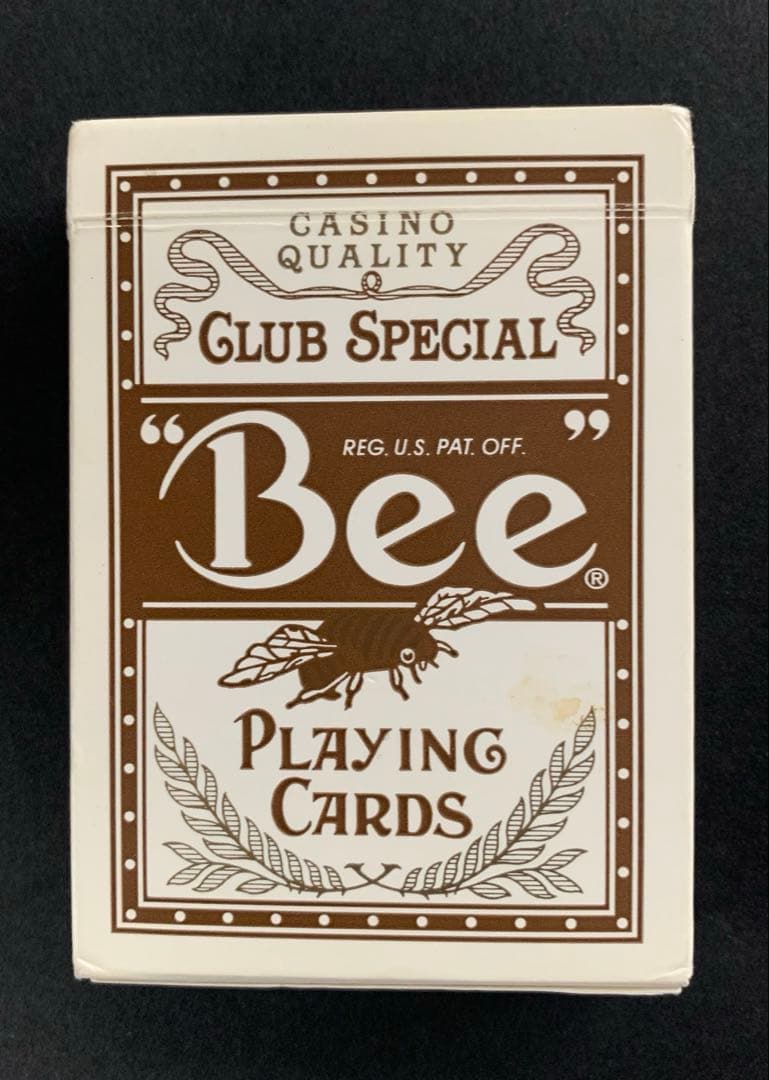 CASINO
QUALITY
CLUB SPECIAL
“Bee”
REG. U.S. PAT. OFF.
®
PLAYING
CARDS